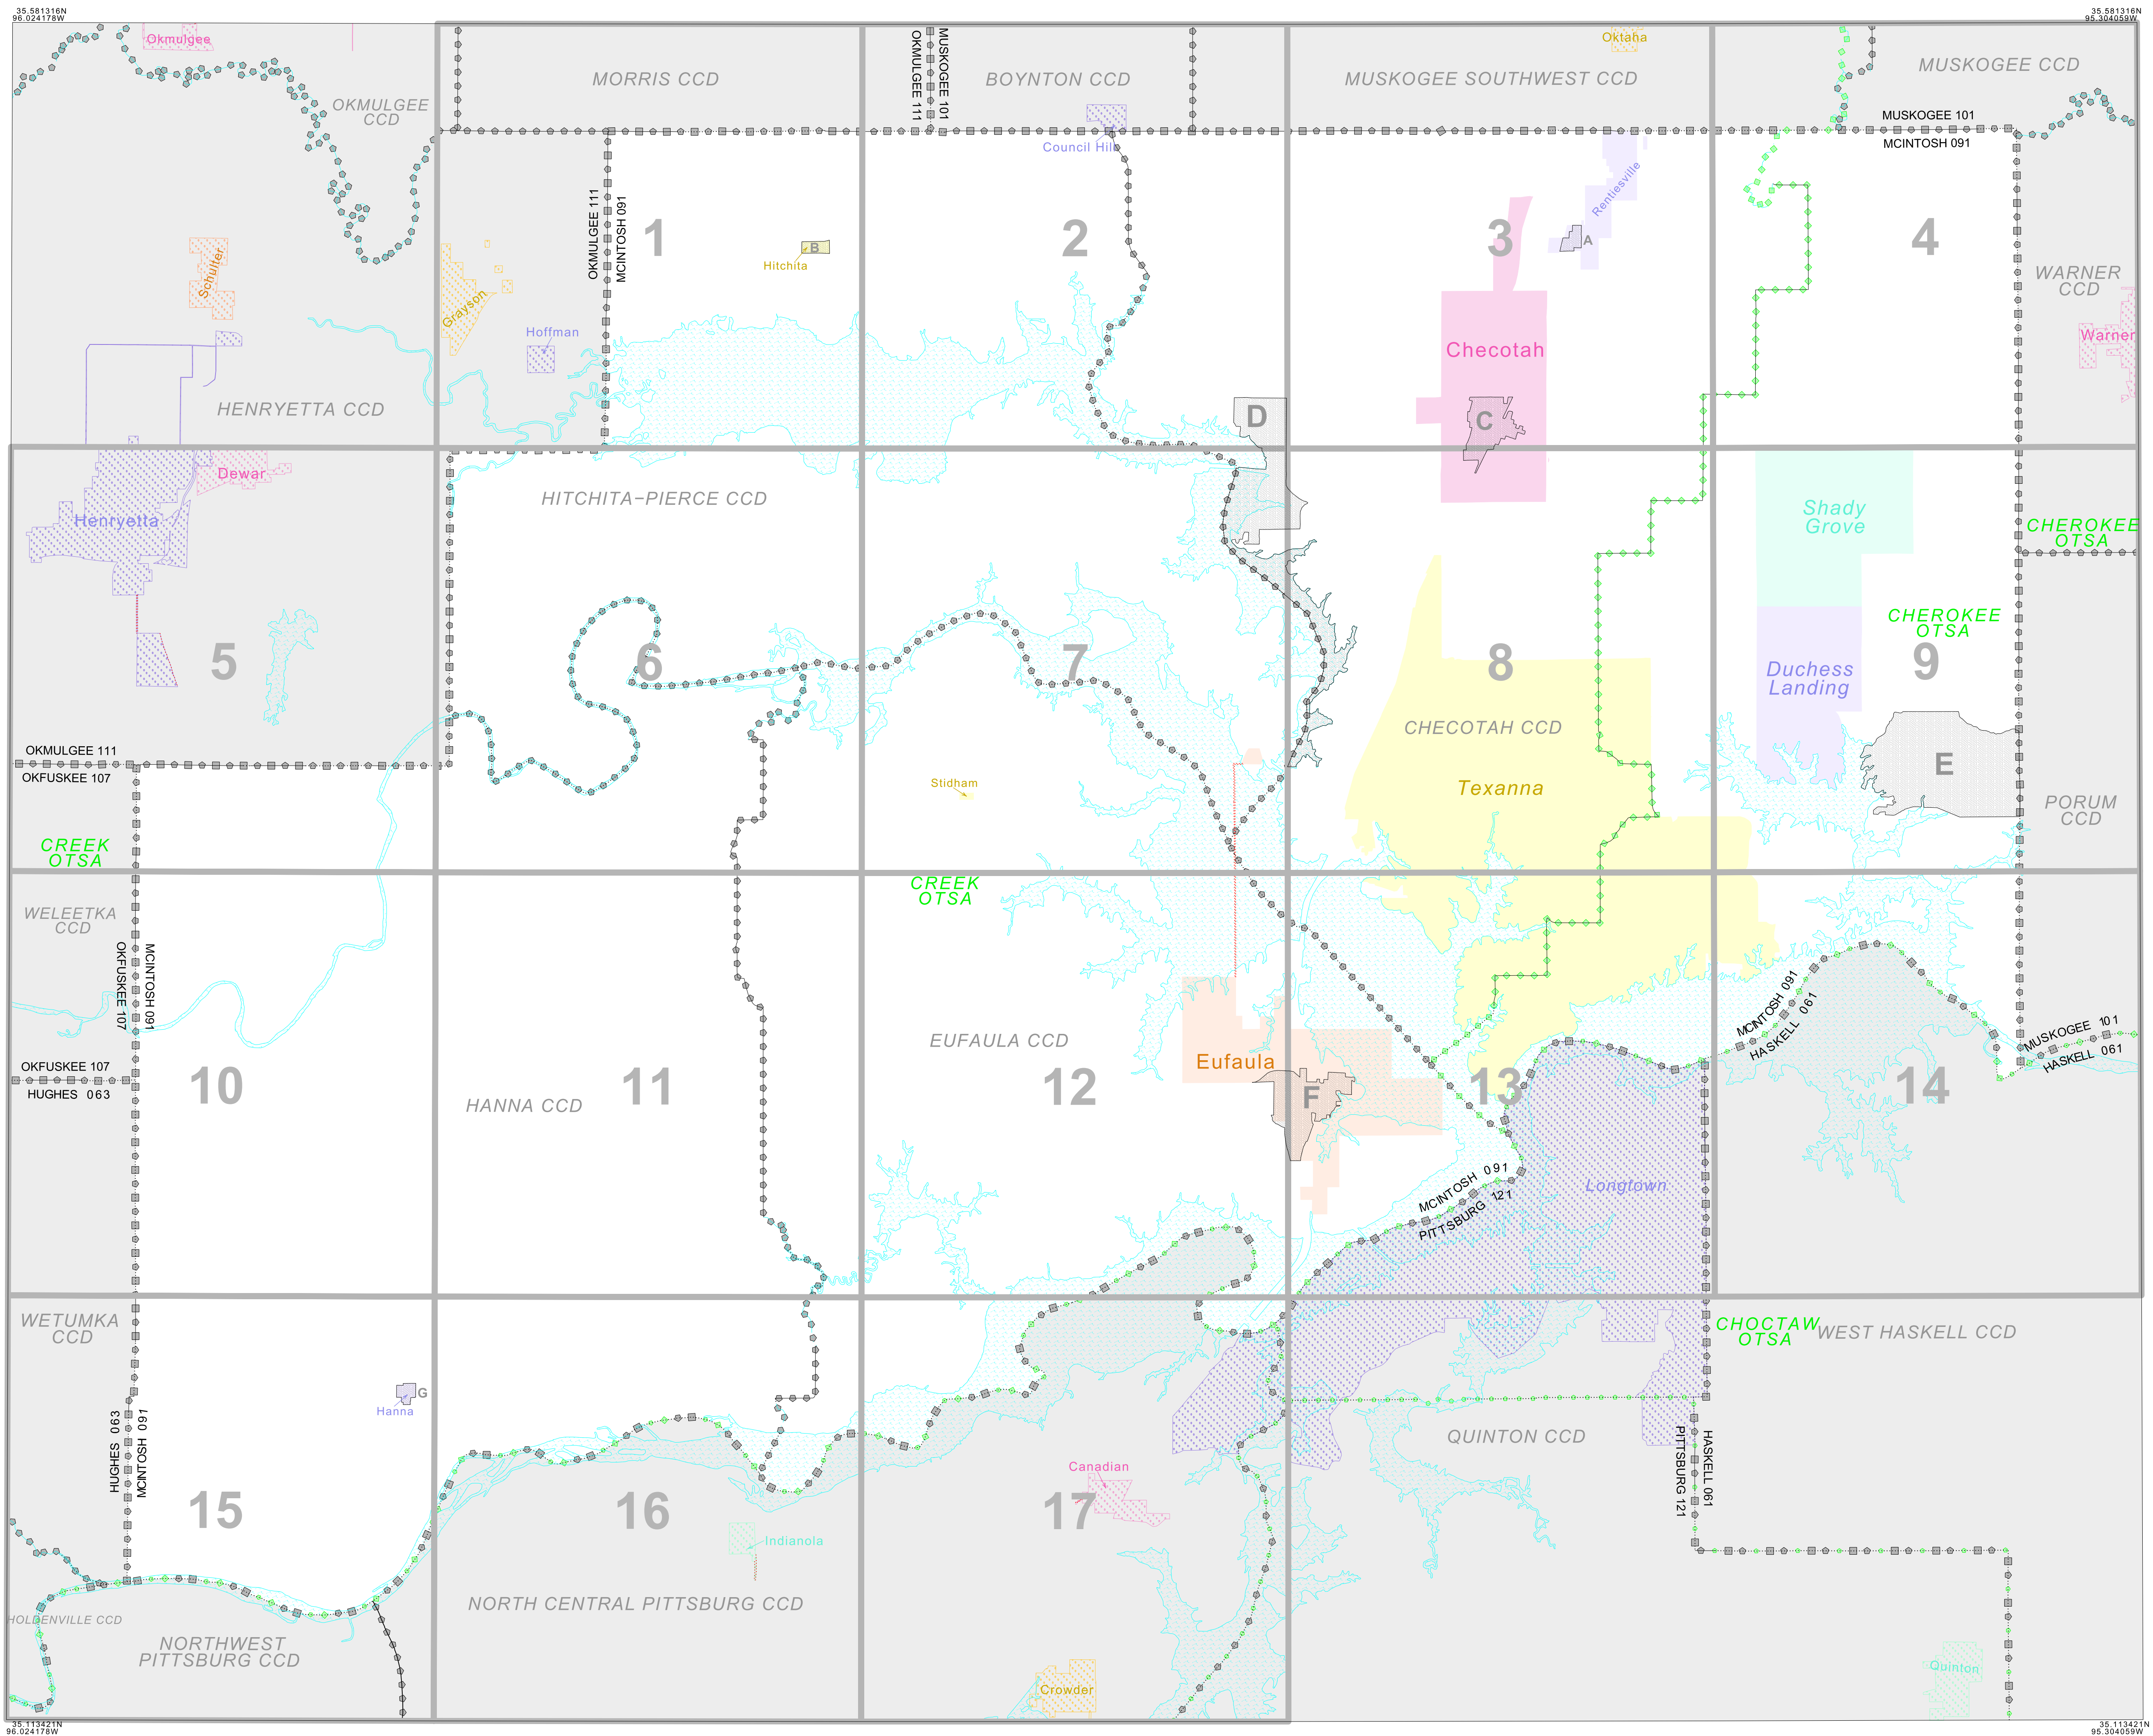 35.581316N
96.024178W
35.581316N
95.304059W
Okmulgee
OKMULGEE
CCD
MORRIS CCD
OKMULGEE 111
MUSKOGEE 101
BOYNTON CCD
MUSKOGEE SOUTHWEST CCD
Oktaha
MUSKOGEE CCD
MUSKOGEE 101
MCINTOSH 091
Council Hill
Rentiesville
OKMULGEE 111
MCINTOSH 091
1
B
Hitchita
2
3
A
4
WARNER
CCD
Warner
Schulter
Grayson
Hoffman
Checotah
HENRYETTA CCD
D
C
Dewar
Henryetta
HITCHITA-PIERCE CCD
Shady
Grove
CHEROKEE
OTSA
CHEROKEE
OTSA
5
6
7
8
9
Duchess
Landing
CHECOTAH CCD
OKMULGEE 111
OKFUSKEE 107
Stidham
Texanna
E
PORUM
CCD
CREEK
OTSA
CREEK
OTSA
WELEETKA
CCD
OKFUSKEE 107
MCINTOSH 091
EUFAULA CCD
Eufaula
MCINTOSH 091
HASKELL 061
MUSKOGEE 101
HASKELL 061
OKFUSKEE 107
HUGHES 063
10
HANNA CCD
11
12
F
13
14
MCINTOSH 091
PITTSBURG 121
Longtown
WETUMKA
CCD
CHOCTAW
OTSA
WEST HASKELL CCD
G
Hanna
HUGHES 063
MCINTOSH 091
QUINTON CCD
PITTSBURG 121
HASKELL 061
Canadian
15
16
17
Indianola
NORTH CENTRAL PITTSBURG CCD
HOLDENVILLE CCD
NORTHWEST
PITTSBURG CCD
Crowder
Quinton
35.113421N
96.024178W
35.113421N
95.304059W